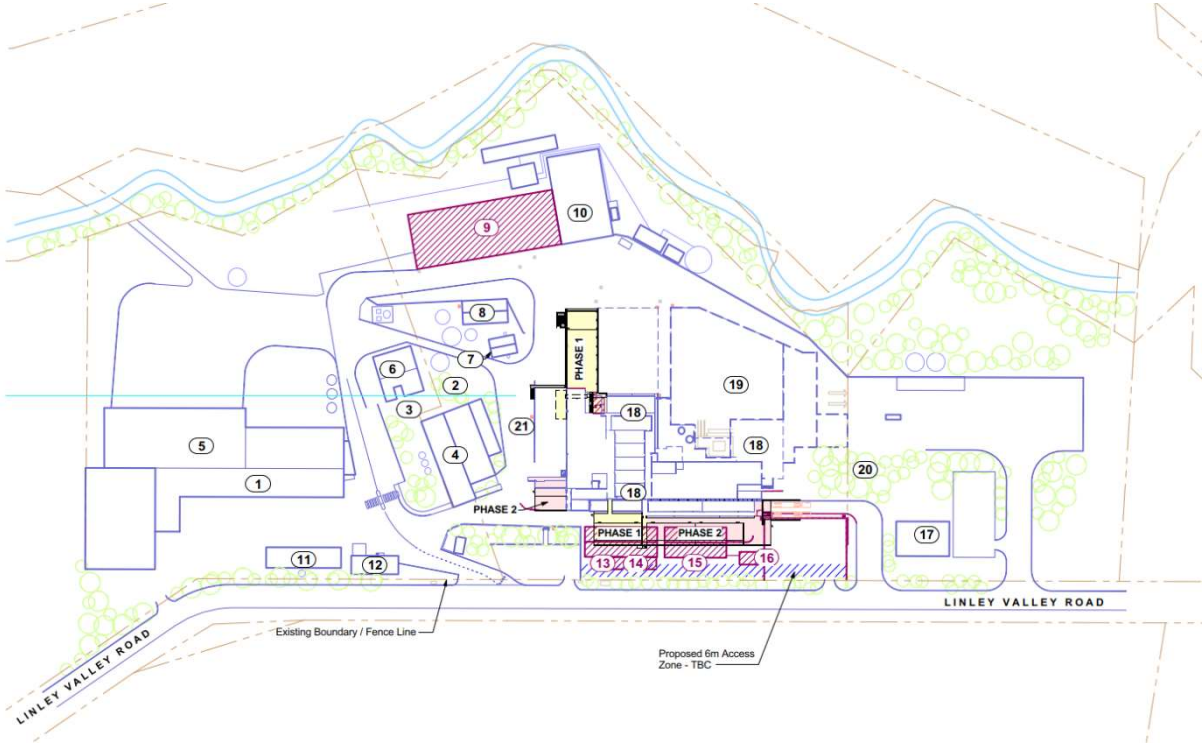 10
9
8
7
6
2
3
PHASE 1
19
18
18
21
5
4
1
20
18
PHASE 2
PHASE 1
PHASE 2
17
13
14
15
16
11
12
LINLEY VALLEY ROAD
Existing Boundary / Fence Line
Proposed 6m Access
Zone - TBC
LINLEY VALLEY ROAD